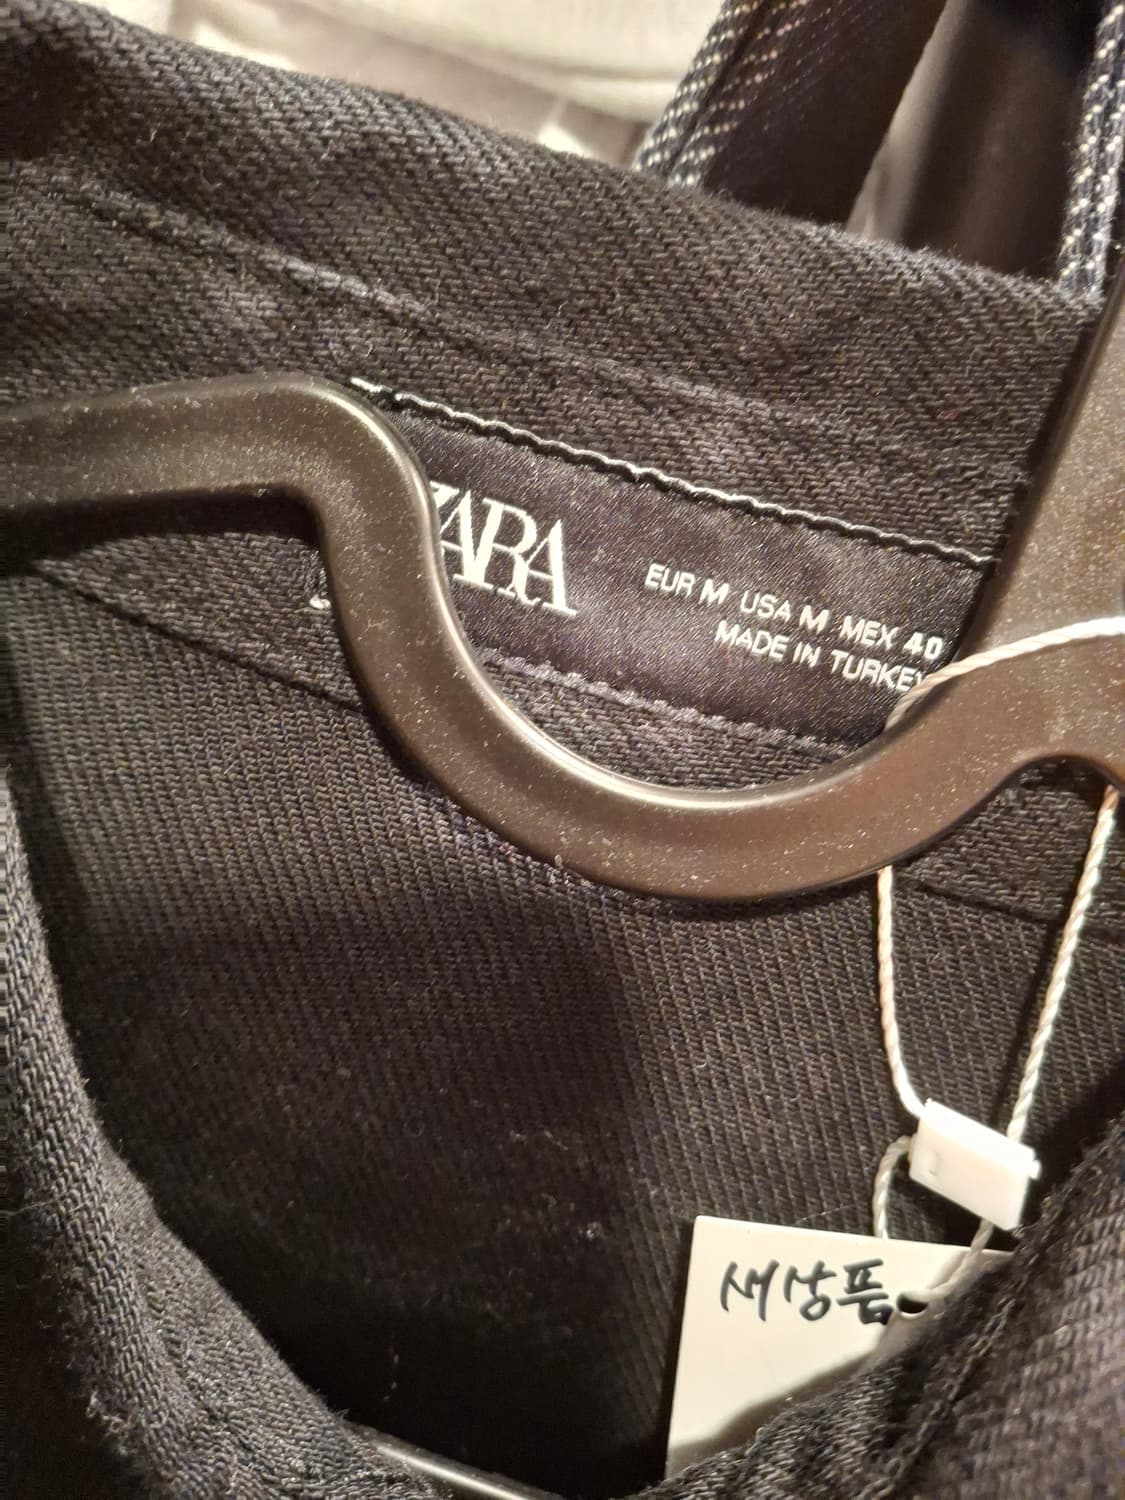 ZARA
EUR M USA M MEX 40
MADE IN TURKEY
새상품